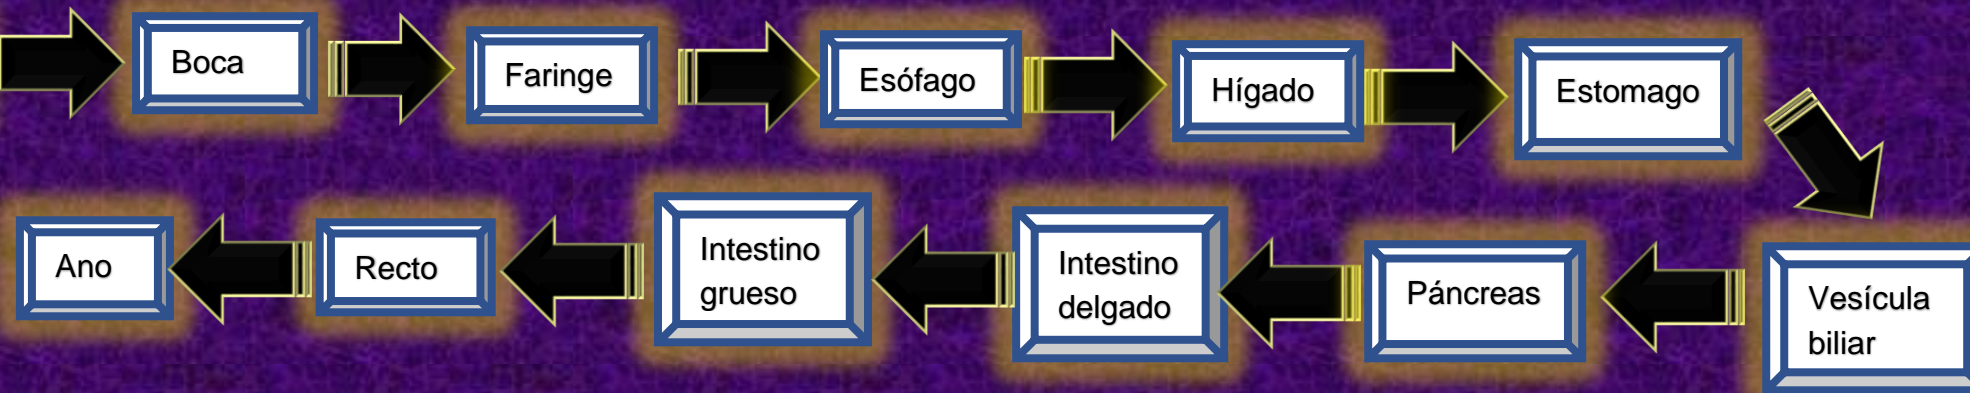 Boca
Faringe
Esófago
Hígado
Estomago
Vesícula
biliar
Páncreas
Intestino
delgado
Intestino
grueso
Recto
Ano